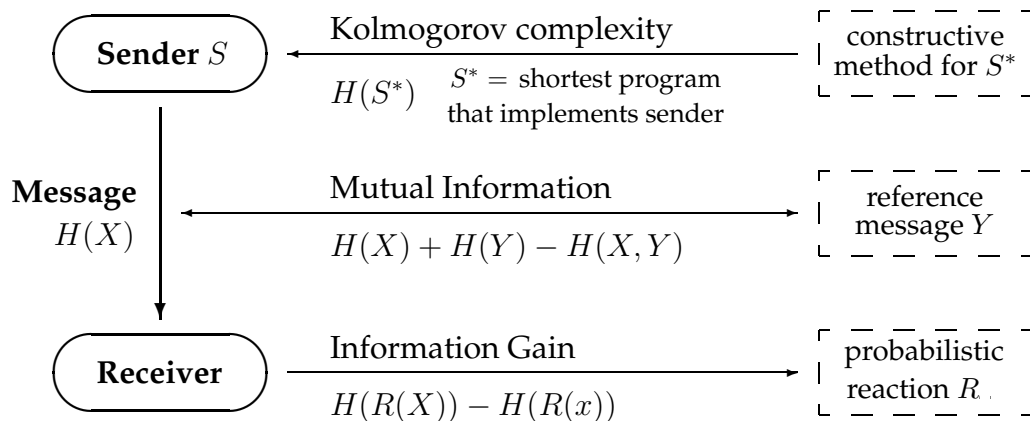 Kolmogorov complexity
Sender S
H(S*)
S* = shortest program
that implements sender
constructive
method for S*
Message
H(X)
Mutual Information
H(X) + H(Y) − H(X, Y)
reference
message Y
Receiver
Information Gain
H(R(X)) − H(R(x))
probabilistic
reaction R